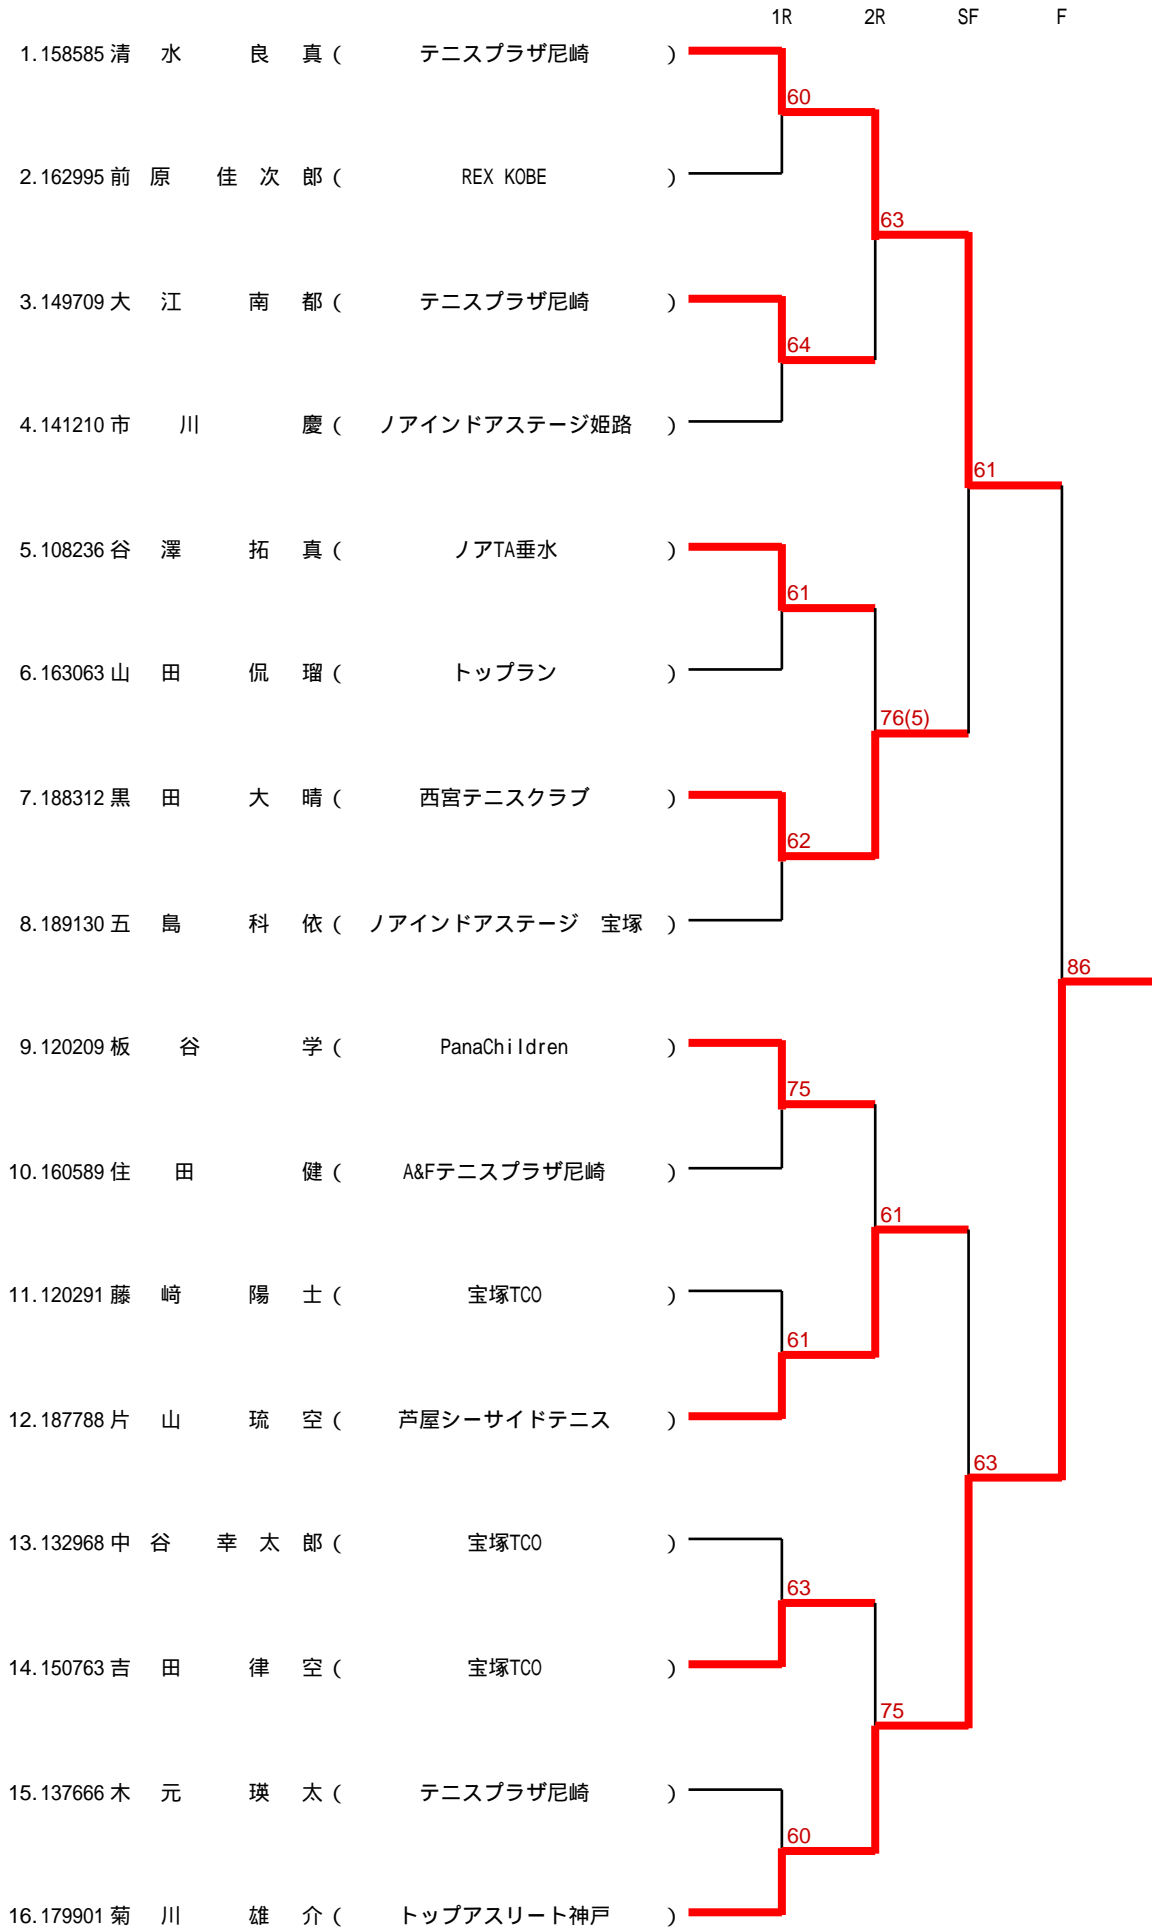 1R 2R SF F
1.158585 清 水 良 真 ( テニスプラザ尼崎 )
60
2.162995 前 原 佳 次 郎 ( REX KOBE )
63
3.149709 大 江 南 都 ( テニスプラザ尼崎 )
64
4.141210 市 川 慶 ( ノアインドアステージ姫路 )
61
5.108236 谷 澤 拓 真 ( ノアTA垂水 )
61
6.163063 山 田 侃 瑠 ( トップラン )
76(5)
7.188312 黒 田 大 晴 ( 西宮テニスクラブ )
62
8.189130 五 島 科 依 ( ノアインドアステージ 宝塚 )
86
9.120209 板 谷 学 ( PanaChildren )
75
10.160589 住 田 健 ( A&Fテニスプラザ尼崎 )
61
11.120291 藤 﨑 陽 士 ( 宝塚TCO )
61
12.187788 片 山 琉 空 ( 芦屋シーサイドテニス )
63
13.132968 中 谷 幸 太 郎 ( 宝塚TCO )
63
14.150763 吉 田 律 空 ( 宝塚TCO )
75
15.137666 木 元 瑛 太 ( テニスプラザ尼崎 )
60
16.179901 菊 川 雄 介 ( トップアスリート神戸 )